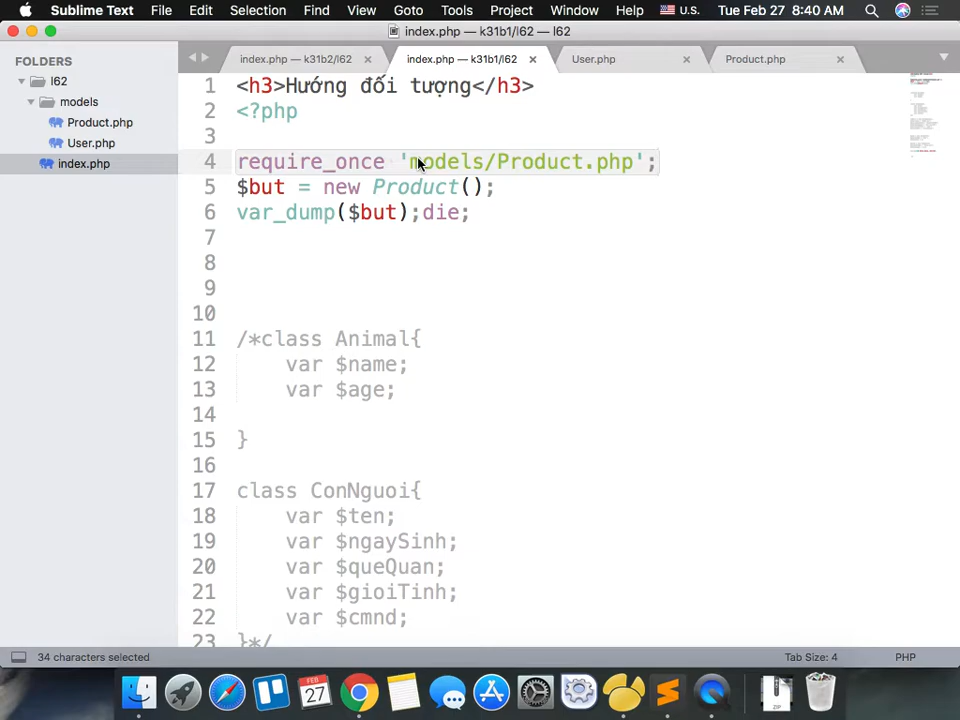 Sublime Text File Edit Selection Find View Goto Tools Project Window Help U.S. Tue Feb 27 8:40 AM
index.php — k31b1/l62 — l62
FOLDERS
l62
models
Product.php
User.php
index.php
index.php — k31b2/l62 index.php — k31b1/l62 User.php Product.php
1 <h3>Hướng đối tượng</h3>
2 <?php
3
4 require_once 'models/Product.php';
5 $but = new Product();
6 var_dump($but);die;
7
8
9
10
11 /*class Animal{
12 var $name;
13 var $age;
14
15 }
16
17 class ConNguoi{
18 var $ten;
19 var $ngaySinh;
20 var $queQuan;
21 var $gioiTinh;
22 var $cmnd;
23 }*/
34 characters selected Tab Size: 4 PHP
FEB
27
ZIP